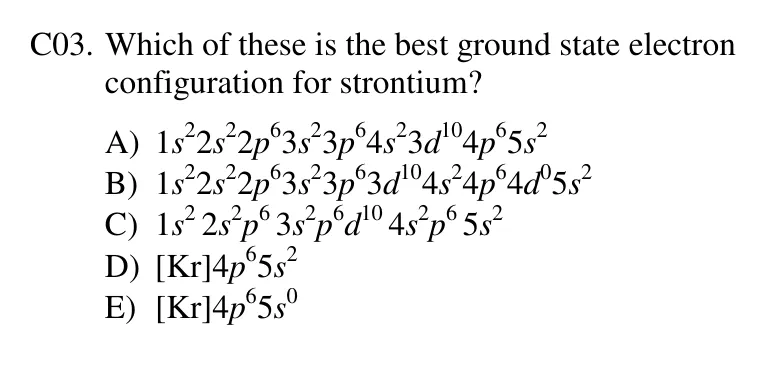 C03. Which of these is the best ground state electron
configuration for strontium?
A) 1s²2s²2p⁶3s²3p⁶4s²3d¹⁰4p⁶5s²
B) 1s²2s²2p⁶3s²3p⁶3d¹⁰4s²4p⁶4d⁰5s²
C) 1s² 2s²p⁶ 3s²p⁶d¹⁰ 4s²p⁶ 5s²
D) [Kr]4p⁶5s²
E) [Kr]4p⁶5s⁰